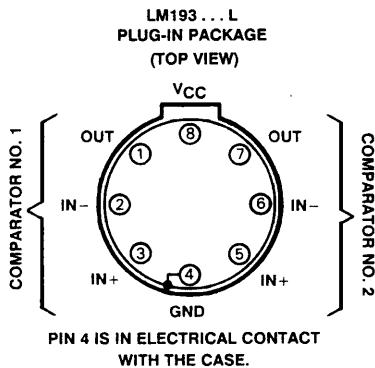 LM193 . . . L
PLUG-IN PACKAGE
(TOP VIEW)
VCC
COMPARATOR NO. 1
OUT
IN–
IN+
1
2
3
4
8
7
6
5
OUT
IN–
IN+
COMPARATOR NO. 2
GND
PIN 4 IS IN ELECTRICAL CONTACT
WITH THE CASE.